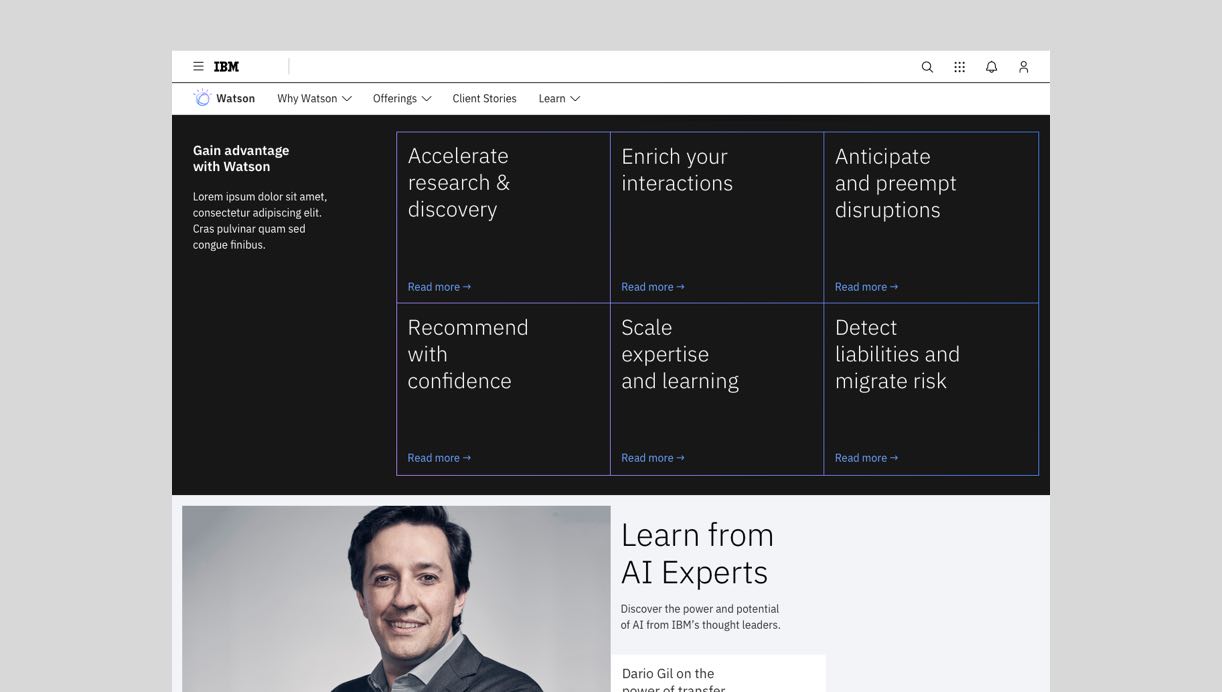 IBM
Watson
Why Watson
Offerings
Client Stories
Learn
Gain advantage
with Watson
Lorem ipsum dolor sit amet,
consectetur adipiscing elit.
Cras pulvinar quam sed
congue finibus.
Accelerate
research &
discovery
Read more →
Enrich your
interactions
Read more →
Anticipate
and preempt
disruptions
Read more →
Recommend
with
confidence
Read more →
Scale
expertise
and learning
Read more →
Detect
liabilities and
migrate risk
Read more →
Learn from
AI Experts
Discover the power and potential
of AI from IBM's thought leaders.
Dario Gil on the
power of transfer